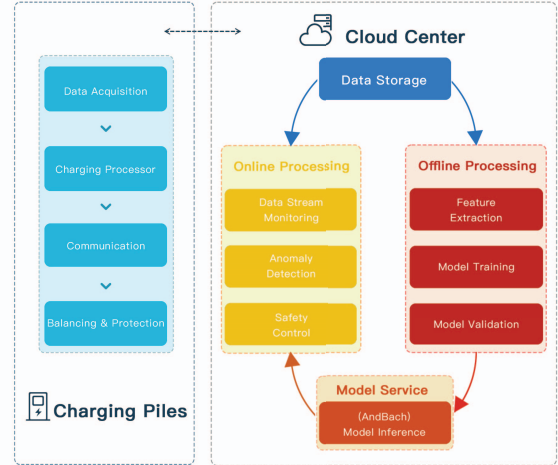 Data Acquisition
Charging Processor
Communication
Balancing & Protection
Charging Piles
Cloud Center
Data Storage
Online Processing
Data Stream
Monitoring
Anomaly
Detection
Safety
Control
Offline Processing
Feature
Extraction
Model Training
Model Validation
Model Service
(AndBach)
Model Inference